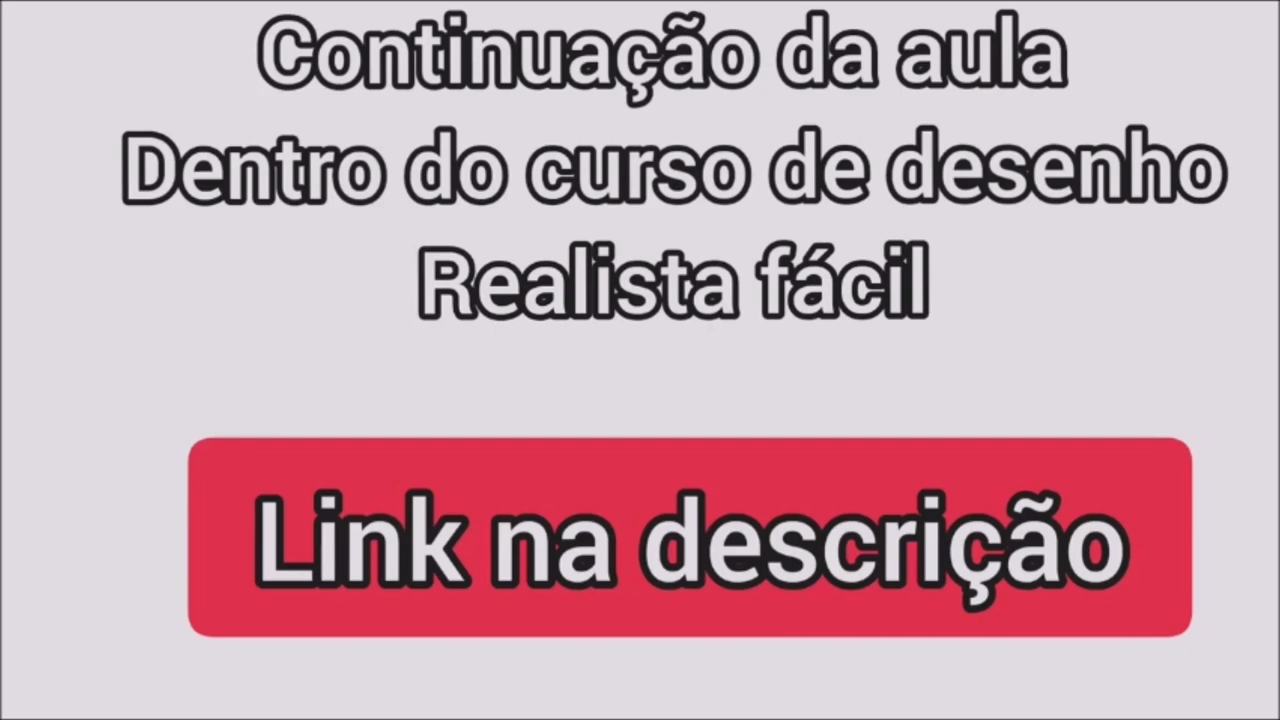 Continuação da aula
Dentro do curso de desenho
Realista fácil
Link na descrição